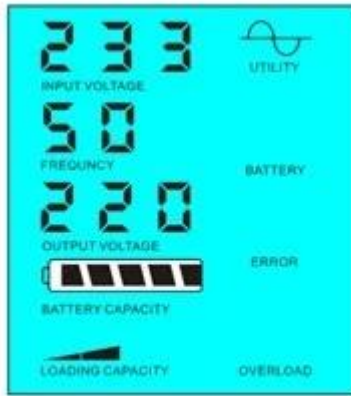 233
INPUT VOLTAGE
UTILITY
50
FREQUNCY
BATTERY
220
OUTPUT VOLTAGE
ERROR
BATTERY CAPACITY
LOADING CAPACITY
OVERLOAD